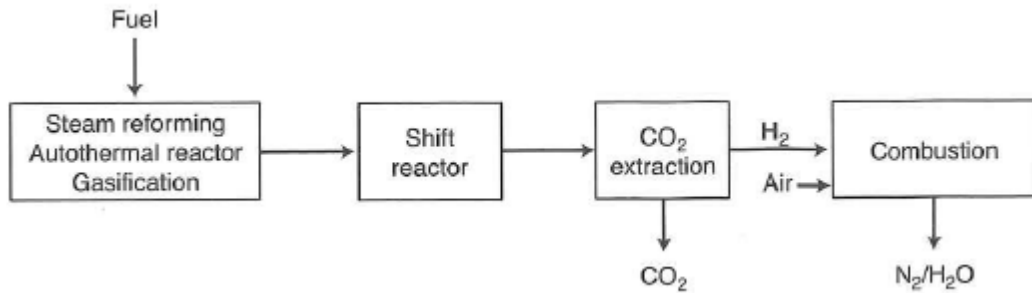 Fuel
Steam reforming
Autothermal reactor
Gasification
Shift
reactor
CO₂
extraction
H₂
Air
Combustion
CO₂
N₂/H₂O